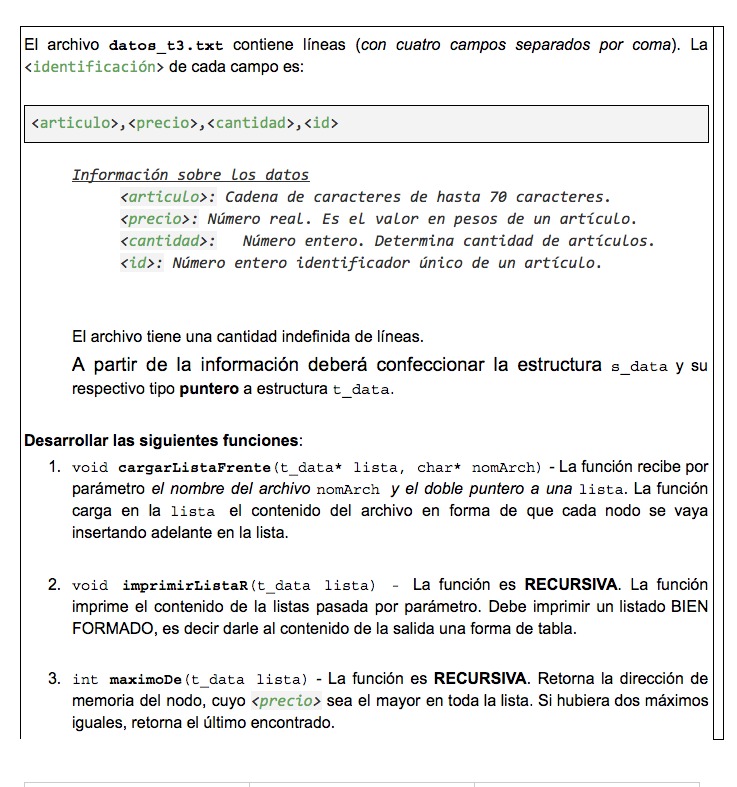 El archivo datos_t3.txt contiene líneas (con cuatro campos separados por coma). La
<identificación> de cada campo es:
<articulo>,<precio>,<cantidad>,<id>
Información sobre los datos
<articulo>: Cadena de caracteres de hasta 70 caracteres.
<precio>: Número real. Es el valor en pesos de un artículo.
<cantidad>: Número entero. Determina cantidad de artículos.
<id>: Número entero identificador único de un artículo.
El archivo tiene una cantidad indefinida de líneas.
A partir de la información deberá confeccionar la estructura s_data y su
respectivo tipo puntero a estructura t_data.
Desarrollar las siguientes funciones:
1. void cargarListaFrente(t_data* lista, char* nomArch) - La función recibe por
parámetro el nombre del archivo nomArch y el doble puntero a una lista. La función
carga en la lista el contenido del archivo en forma de que cada nodo se vaya
insertando adelante en la lista.
2. void imprimirListaR(t_data lista) - La función es RECURSIVA. La función
imprime el contenido de la listas pasada por parámetro. Debe imprimir un listado BIEN
FORMADO, es decir darle al contenido de la salida una forma de tabla.
3. int maximoDe(t_data lista) - La función es RECURSIVA. Retorna la dirección de
memoria del nodo, cuyo <precio> sea el mayor en toda la lista. Si hubiera dos máximos
iguales, retorna el último encontrado.